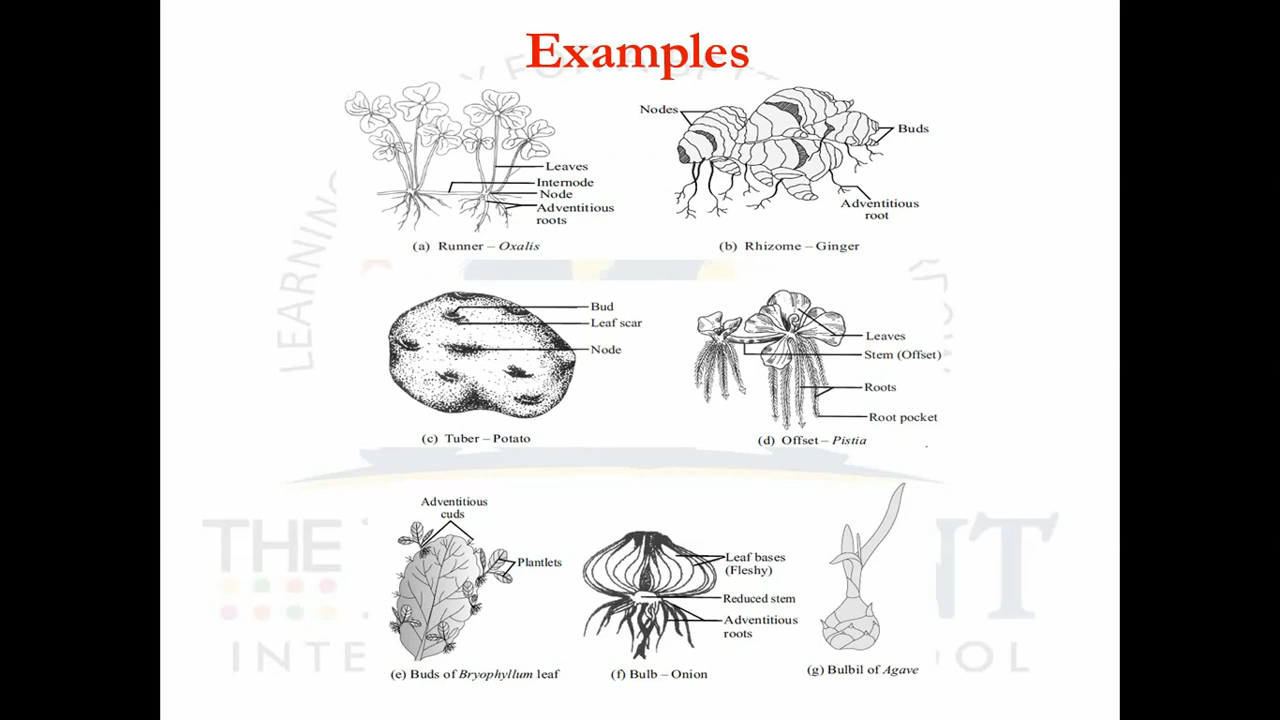 Examples
Nodes
Buds
Leaves
Internode
Node
Adventitious
roots
Adventitious
root
(a) Runner – Oxalis
(b) Rhizome – Ginger
Bud
Leaf scar
Node
Leaves
Stem (Offset)
Roots
Root pocket
(c) Tuber – Potato
(d) Offset – Pistia
Adventitious
cuds
Plantlets
Leaf bases
(Fleshy)
Reduced stem
Adventitious
roots
(e) Buds of Bryophyllum leaf
(f) Bulb – Onion
(g) Bulbil of Agave
LEARNING
THE